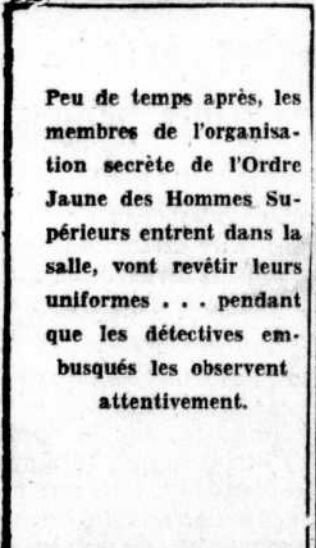 Peu de temps après, les
membres de l'organisa-
tion secrète de l'Ordre
Jaune des Hommes Su-
périeurs entrent dans la
salle, vont revêtir leurs
uniformes . . . pendant
que les détectives em-
busqués les observent
attentivement.